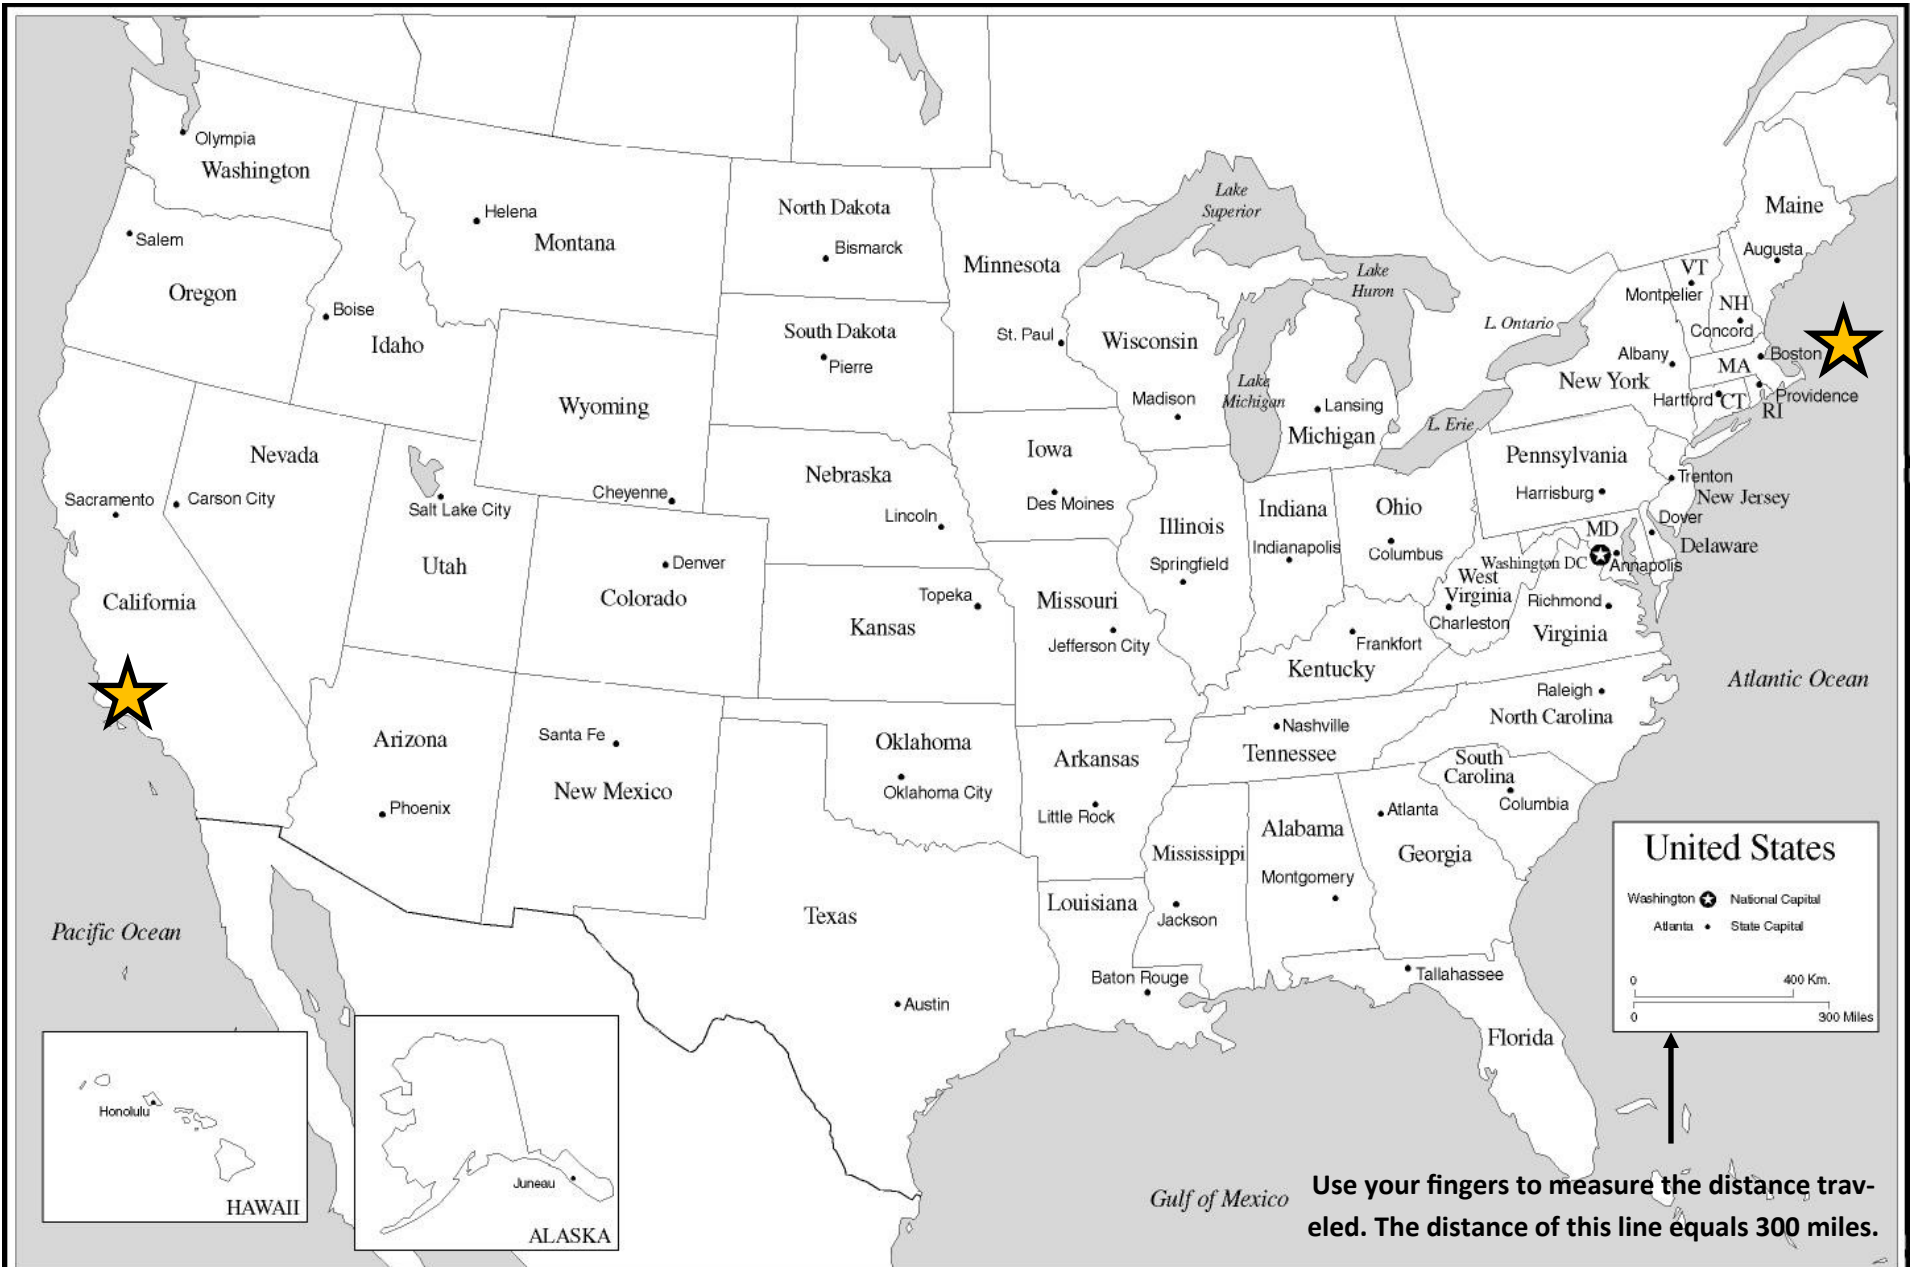 Olympia
Washington
Helena
Montana
North Dakota
Bismarck
Minnesota
Lake
Superior
Maine
Augusta
Salem
Oregon
Boise
Idaho
South Dakota
Pierre
St. Paul
Wisconsin
Lake
Huron
L. Ontario
VT
Montpelier
NH
Concord
Albany
New York
MA
Boston
Hartford
CT
RI
Providence
Wyoming
Madison
Lake
Michigan
Lansing
Michigan
L. Erie
Nevada
Nebraska
Iowa
Pennsylvania
Trenton
Harrisburg
New Jersey
Sacramento
Carson City
Salt Lake City
Cheyenne
Lincoln
Des Moines
Illinois
Indiana
Ohio
Springfield
Indianapolis
Columbus
MD
Dover
Delaware
Washington DC
Annapolis
California
Utah
Denver
Colorado
Topeka
Kansas
Missouri
Jefferson City
West
Virginia
Charleston
Richmond
Virginia
Frankfort
Kentucky
Atlantic Ocean
Arizona
Phoenix
Santa Fe
New Mexico
Oklahoma
Oklahoma City
Arkansas
Little Rock
Nashville
Tennessee
Raleigh
North Carolina
South
Carolina
Columbia
Atlanta
Georgia
Alabama
Montgomery
Mississippi
Jackson
Louisiana
Baton Rouge
Texas
Austin
Tallahassee
Florida
Pacific Ocean
Gulf of Mexico
Honolulu
HAWAII
Juneau
ALASKA
United States
Washington National Capital
Atlanta State Capital
0 400 Km.
0 300 Miles
Use your fingers to measure the distance trav-
eled. The distance of this line equals 300 miles.